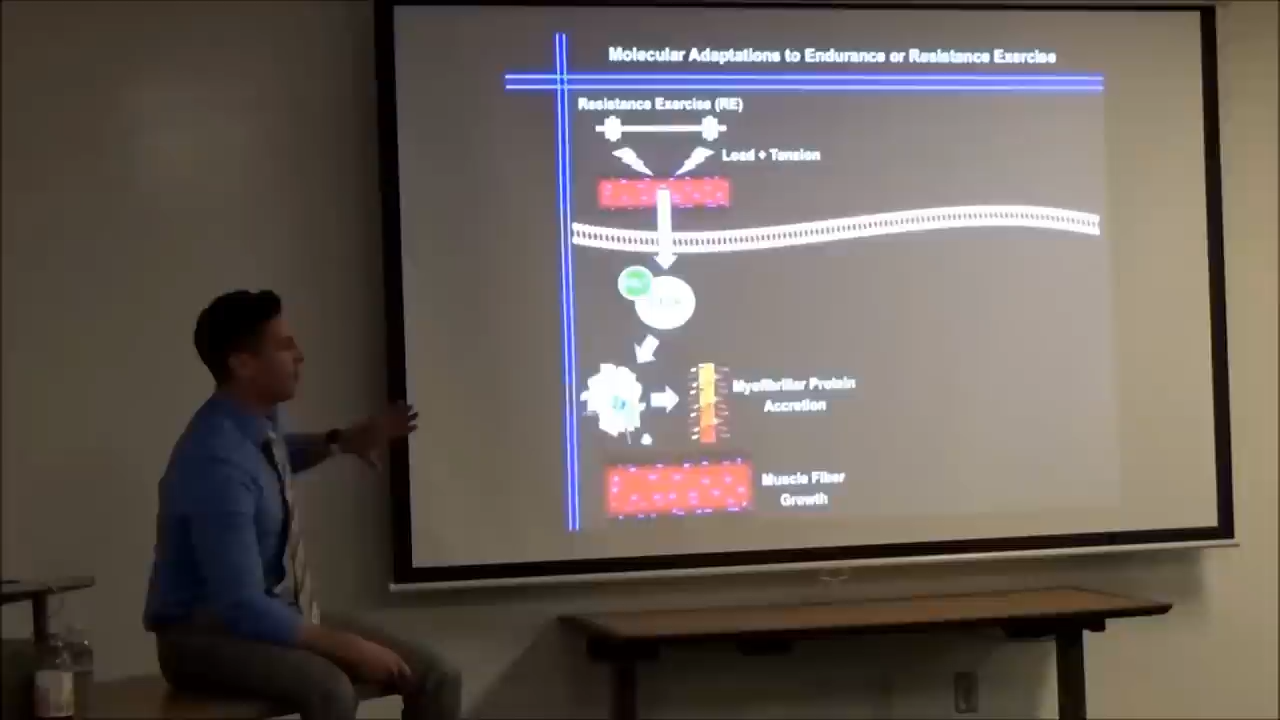 Molecular Adaptations to Endurance or Resistance Exercise
Resistance Exercise (RE)
Load + Tension
Myofibrillar Protein
Accretion
Muscle Fiber
Growth